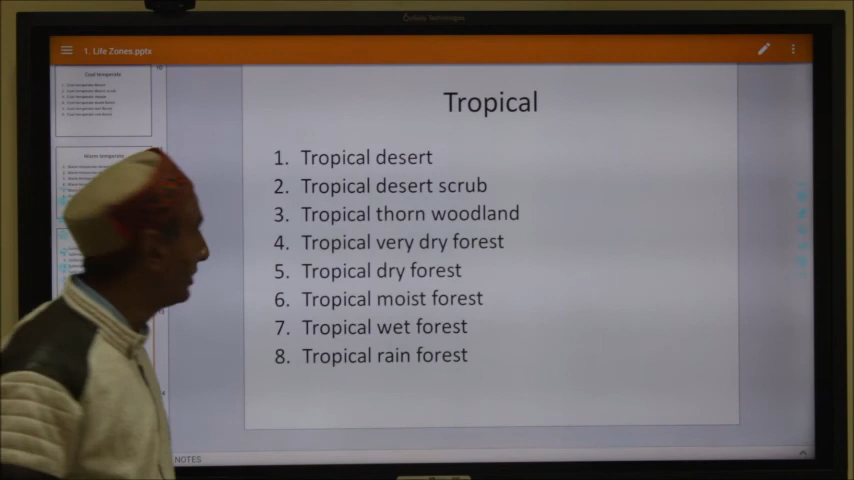 1. Life Zones.pptx
Cool temperate
Warm temperate
Tropical
1. Tropical desert
2. Tropical desert scrub
3. Tropical thorn woodland
4. Tropical very dry forest
5. Tropical dry forest
6. Tropical moist forest
7. Tropical wet forest
8. Tropical rain forest
NOTES